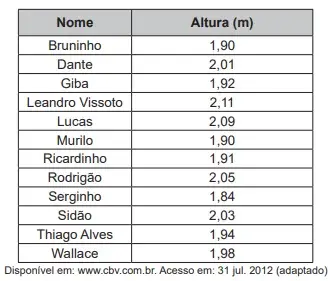 Nome Altura (m)
Bruninho 1,90
Dante 2,01
Giba 1,92
Leandro Vissoto 2,11
Lucas 2,09
Murilo 1,90
Ricardinho 1,91
Rodrigão 2,05
Serginho 1,84
Sidão 2,03
Thiago Alves 1,94
Wallace 1,98
Disponível em: www.cbv.com.br. Acesso em: 31 jul. 2012 (adaptado)